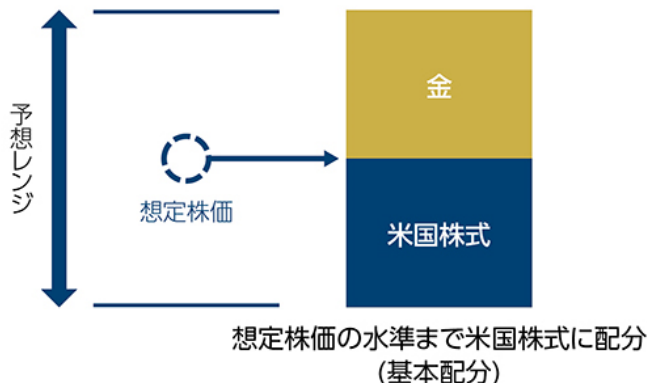 予想レンジ
想定株価
金
米国株式
想定株価の水準まで米国株式に配分
(基本配分)